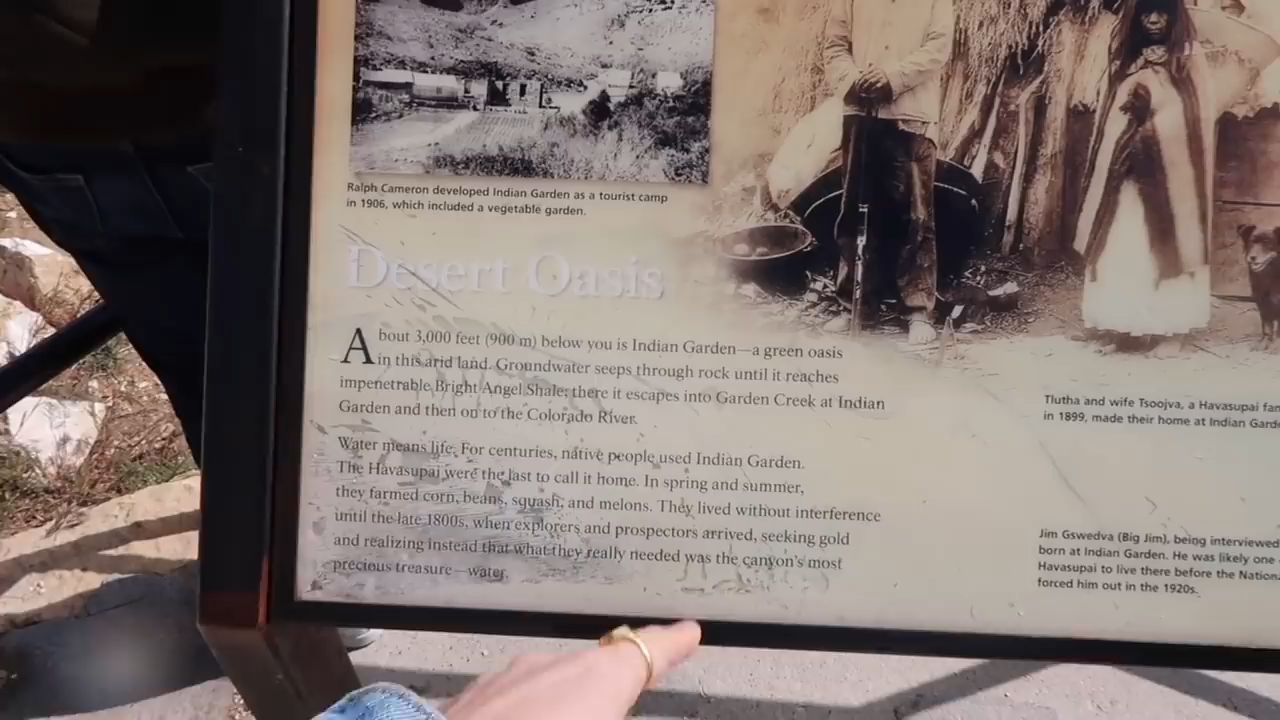 Ralph Cameron developed Indian Garden as a tourist camp
in 1906, which included a vegetable garden.
Desert Oasis
About 3,000 feet (900 m) below you is Indian Garden—a green oasis
in this arid land. Groundwater seeps through rock until it reaches
impenetrable Bright Angel Shale; there it escapes into Garden Creek at Indian
Garden and then on to the Colorado River.
Water means life. For centuries, native people used Indian Garden.
The Havasupai were the last to call it home. In spring and summer,
they farmed corn, beans, squash, and melons. They lived without interference
until the late 1800s, when explorers and prospectors arrived, seeking gold
and realizing instead that what they really needed was the canyon's most
precious treasure—water.
Tlutha and wife Tsoojva, a Havasupai
in 1899, made their home at Indian
Jim Gswedva (Big Jim), being interviewed
born at Indian Garden. He was likely one
Havasupai to live there before the
forced him out in the 1920s.